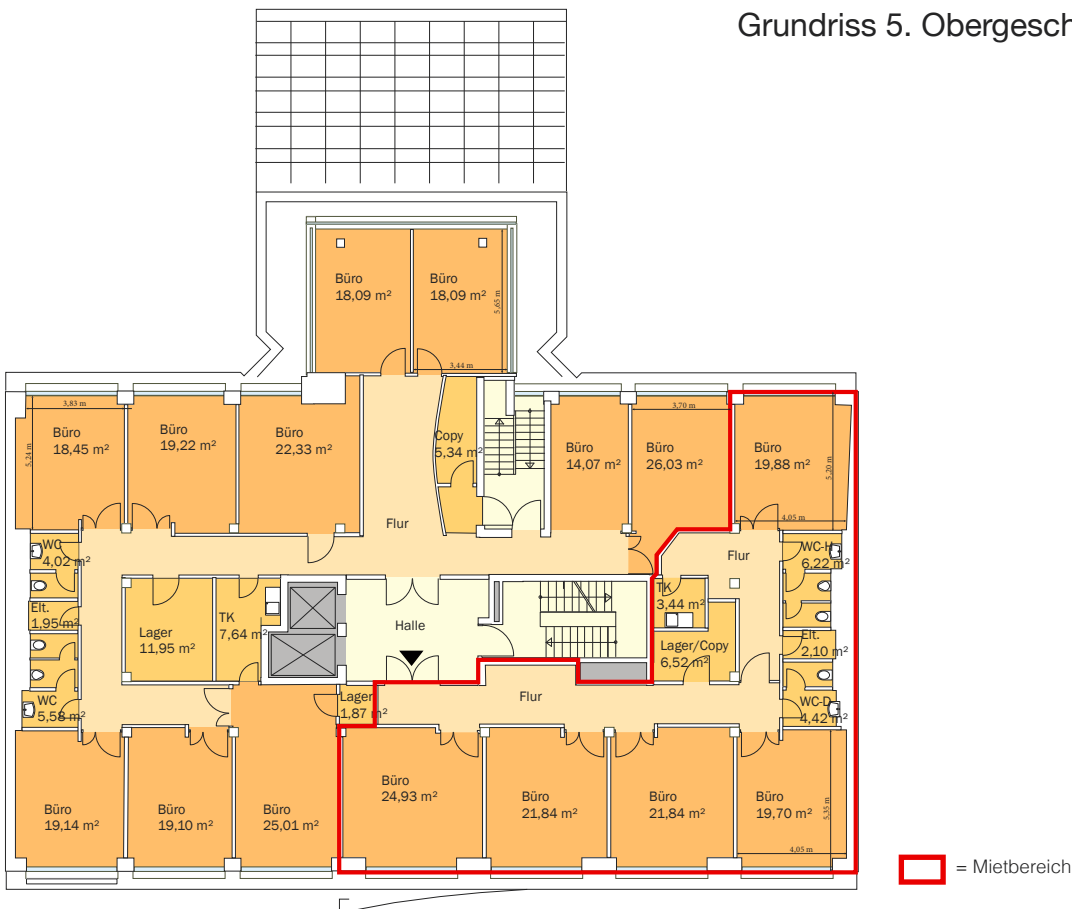 Grundriss 5. Obergesch
Büro
18,09 m²
Büro
18,09 m²
5,65 m
3,44 m
3,83 m
5,24 m
Büro
18,45 m²
Büro
19,22 m²
Büro
22,33 m²
Copy
5,34 m²
Büro
14,07 m²
3,70 m
Büro
26,03 m²
Büro
19,88 m²
5,20 m
4,05 m
Flur
Flur
WC
4,02 m²
WC-H
6,22 m²
Elt.
1,95 m²
Lager
11,95 m²
TK
7,64 m²
Halle
TK
3,44 m²
Lager/Copy
6,52 m²
Elt.
2,10 m²
WC
5,58 m²
Lager
1,87 m²
Flur
WC-D
4,42 m²
Büro
19,14 m²
Büro
19,10 m²
Büro
25,01 m²
Büro
24,93 m²
Büro
21,84 m²
Büro
21,84 m²
Büro
19,70 m²
5,35 m
4,05 m
= Mietbereich